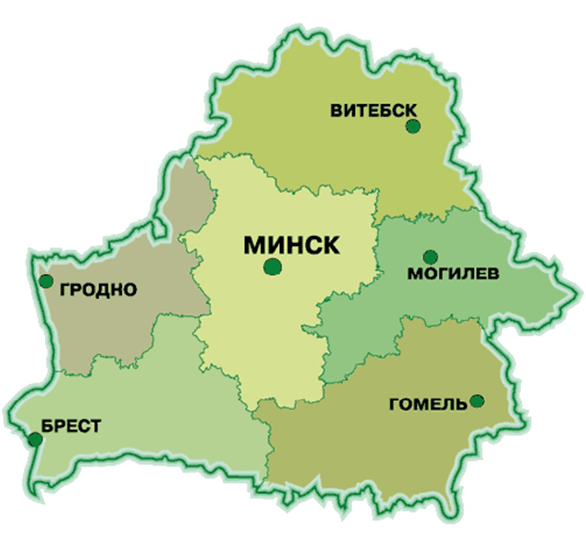 ВИТЕБСК
МИНСК
МОГИЛЕВ
ГРОДНО
ГОМЕЛЬ
БРЕСТ